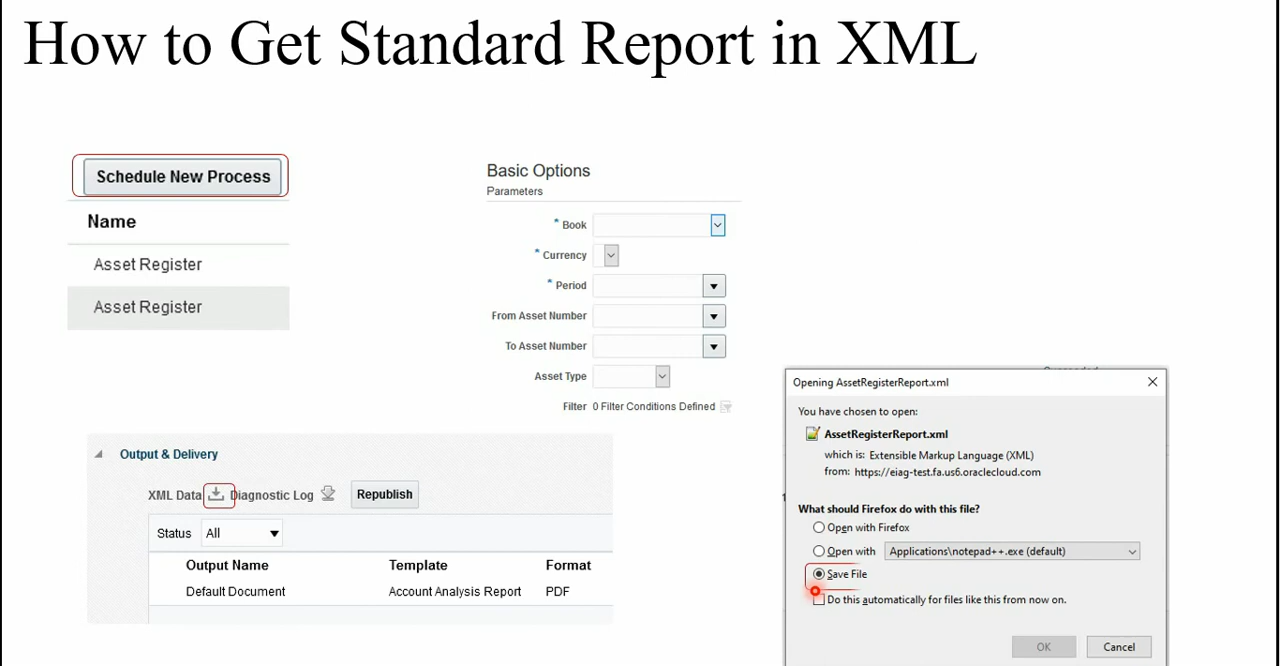 How to Get Standard Report in XML
Schedule New Process
Name
Asset Register
Asset Register
Basic Options
Parameters
* Book
* Currency
* Period
From Asset Number
To Asset Number
Asset Type
Filter 0 Filter Conditions Defined
Output & Delivery
XML Data Diagnostic Log Republish
Status All
Output Name Template Format
Default Document Account Analysis Report PDF
Opening AssetRegisterReport.xml
You have chosen to open:
AssetRegisterReport.xml
which is: Extensible Markup Language (XML)
from: https://eiag-test.fa.us6.oraclecloud.com
What should Firefox do with this file?
Open with Firefox
Open with Applications\notepad++.exe (default)
Save File
Do this automatically for files like this from now on.
OK Cancel